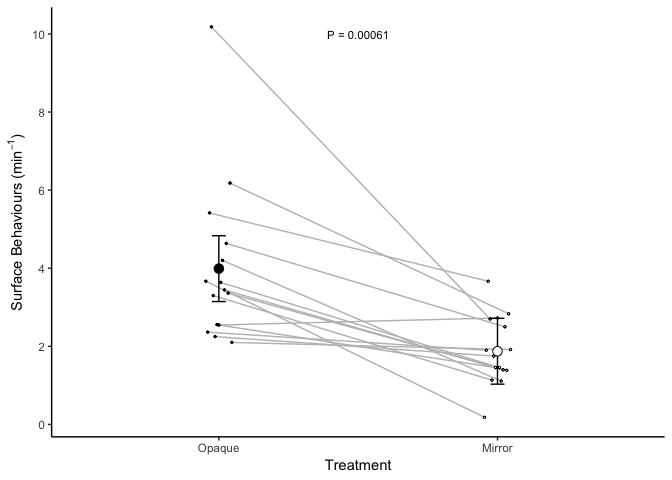 P = 0.00061
Surface Behaviours (min⁻¹)
10
8
6
4
2
0
Opaque Mirror
Treatment